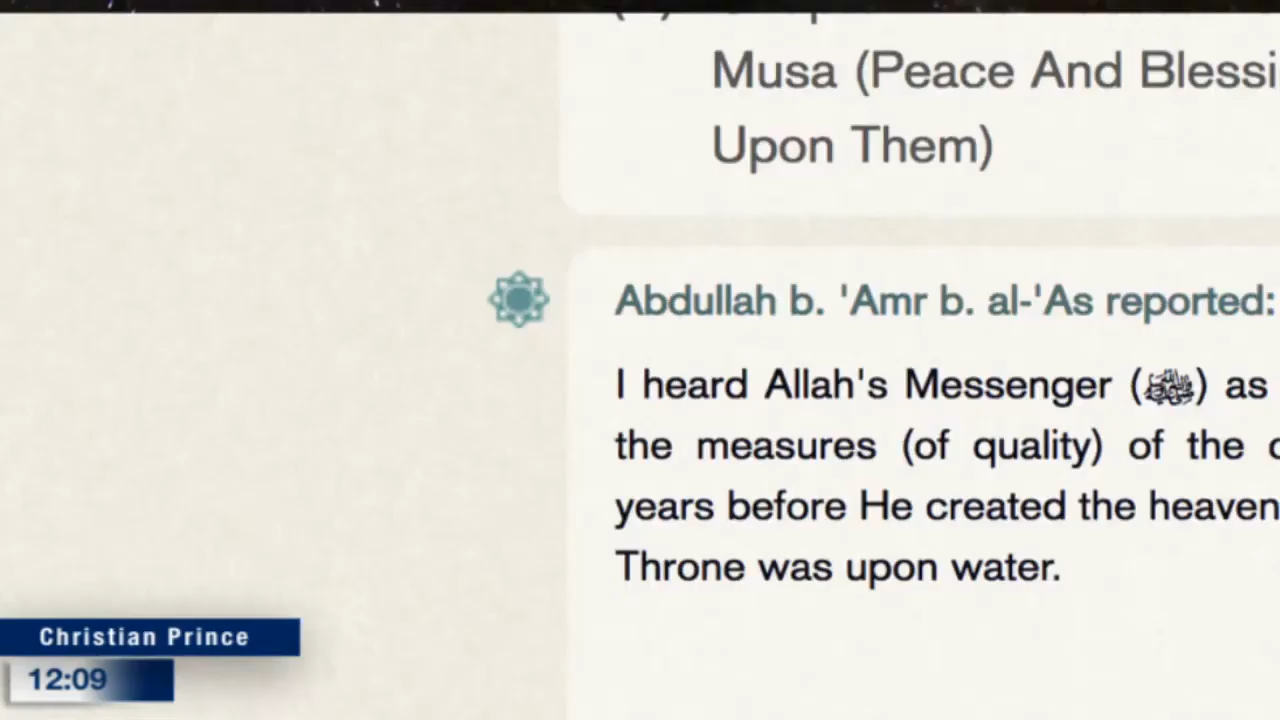 Musa (Peace And Blessi
Upon Them)
Abdullah b. 'Amr b. al-'As reported:
I heard Allah's Messenger (ﷺ) as
the measures (of quality) of the
years before He created the heaven
Throne was upon water.
Christian Prince
12:09